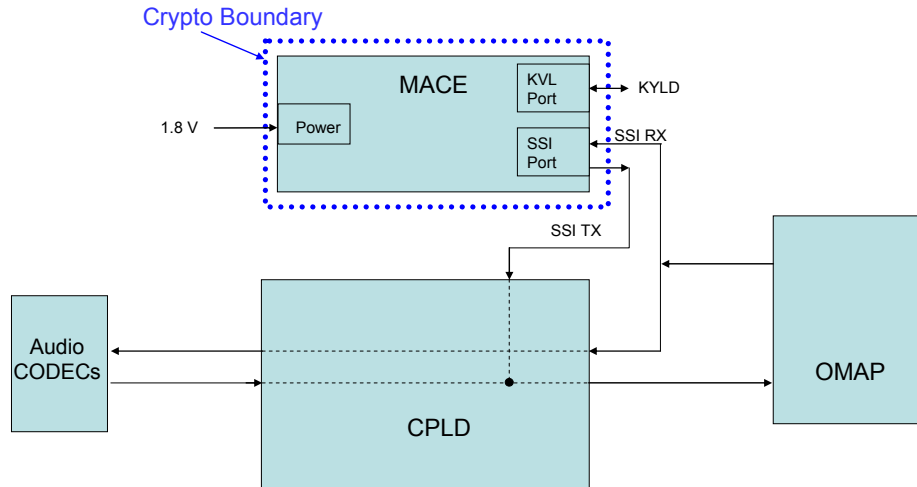 Crypto Boundary
MACE
KVL
Port
KYLD
1.8 V
Power
SSI
Port
SSI RX
SSI TX
Audio
CODECs
CPLD
OMAP